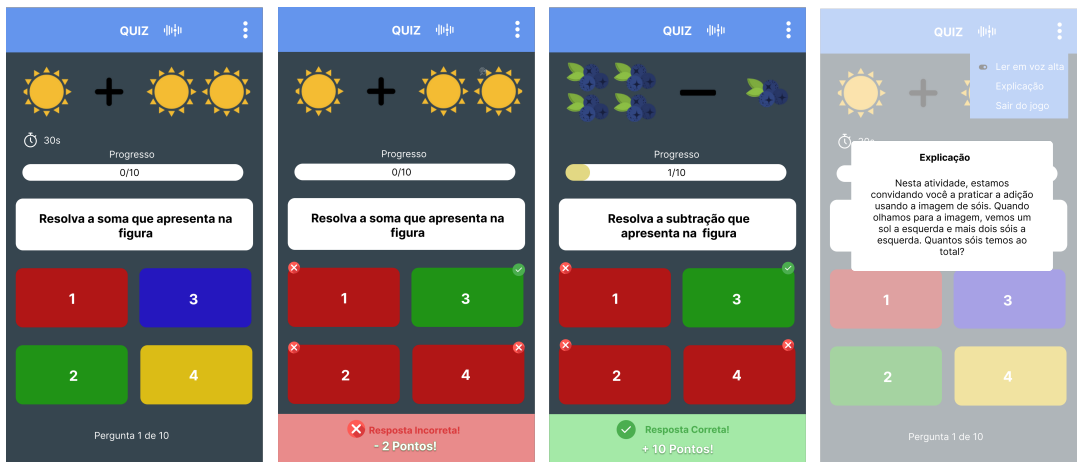 QUIZ
30s
Progresso
0/10
Resolva a soma que apresenta na
figura
1
3
2
4
Pergunta 1 de 10
QUIZ
Progresso
0/10
Resolva a soma que apresenta na
figura
1
3
2
4
Resposta Incorreta!
- 2 Pontos!
QUIZ
Progresso
1/10
Resolva a subtração que
apresenta na figura
1
3
2
4
Resposta Correta!
+ 10 Pontos!
QUIZ
Ler em voz alta
Explicação
Sair do jogo
Explicação
Nesta atividade, estamos
convidando você a praticar a adição
usando a imagem de sóis. Quando
olhamos para a imagem, vemos um
sol a esquerda e mais dois sóis a
esquerda. Quantos sóis temos ao
total?
1
3
2
4
Pergunta 1 de 10